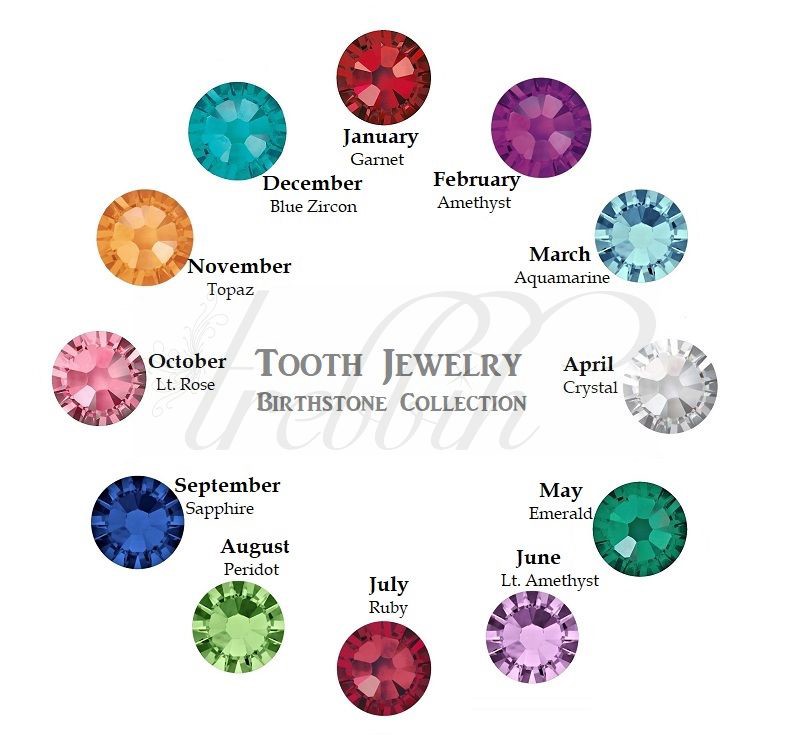 January
Garnet
February
Amethyst
March
Aquamarine
April
Crystal
May
Emerald
June
Lt. Amethyst
July
Ruby
August
Peridot
September
Sapphire
October
Lt. Rose
November
Topaz
December
Blue Zircon
trebbin
Tooth Jewelry
Birthstone Collection